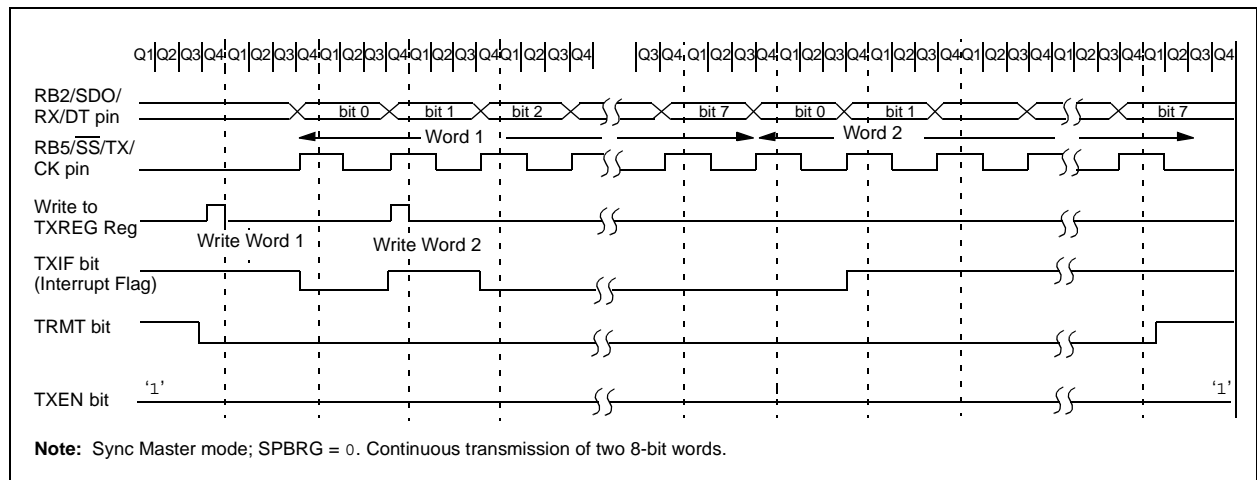 Q1 Q2 Q3 Q4 Q1 Q2 Q3 Q4 Q1 Q2 Q3 Q4 Q1 Q2 Q3 Q4 Q1 Q2 Q3 Q4 Q3 Q4 Q1 Q2 Q3 Q4 Q1 Q2 Q3 Q4 Q1 Q2 Q3 Q4 Q1 Q2 Q3 Q4 Q1 Q2 Q3 Q4 Q1 Q2 Q3 Q4
RB2/SDO/
RX/DT pin
bit 0 bit 1 bit 2 bit 7 bit 0 bit 1 bit 7
Word 1 Word 2
RB5/SS/TX/
CK pin
Write to
TXREG Reg
Write Word 1 Write Word 2
TXIF bit
(Interrupt Flag)
TRMT bit
'1' '1'
TXEN bit
Note: Sync Master mode; SPBRG = 0. Continuous transmission of two 8-bit words.